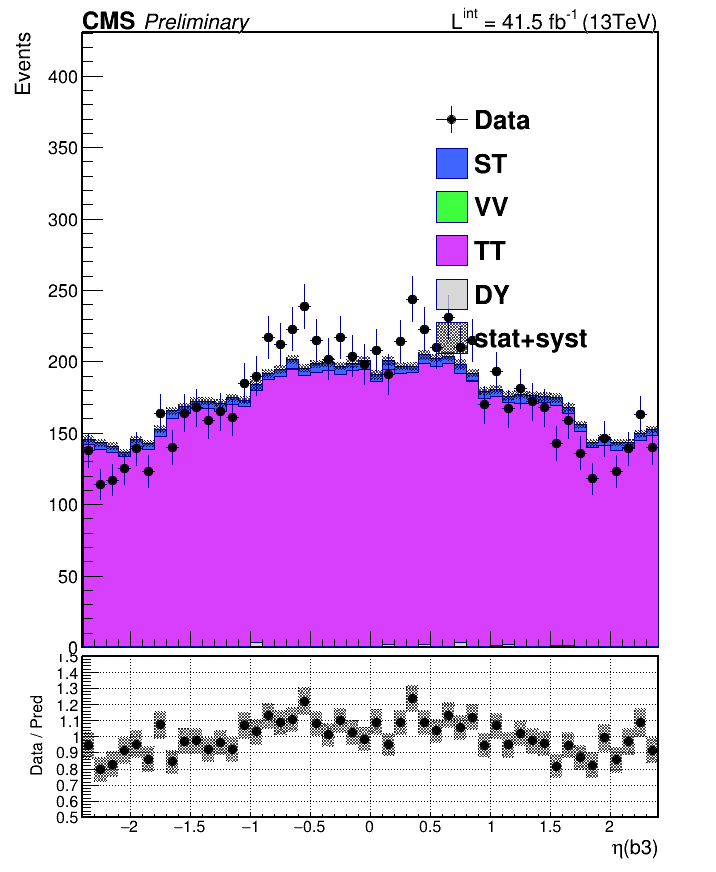 CMS Preliminary L^int = 41.5 fb^-1 (13TeV)
Events
400
350
300
250
200
150
100
50
0
Data
ST
VV
TT
DY
stat+syst
Data / Pred
1.5
1.4
1.3
1.2
1.1
1
0.9
0.8
0.7
0.6
0.5
−2 −1.5 −1 −0.5 0 0.5 1 1.5 2
η(b3)